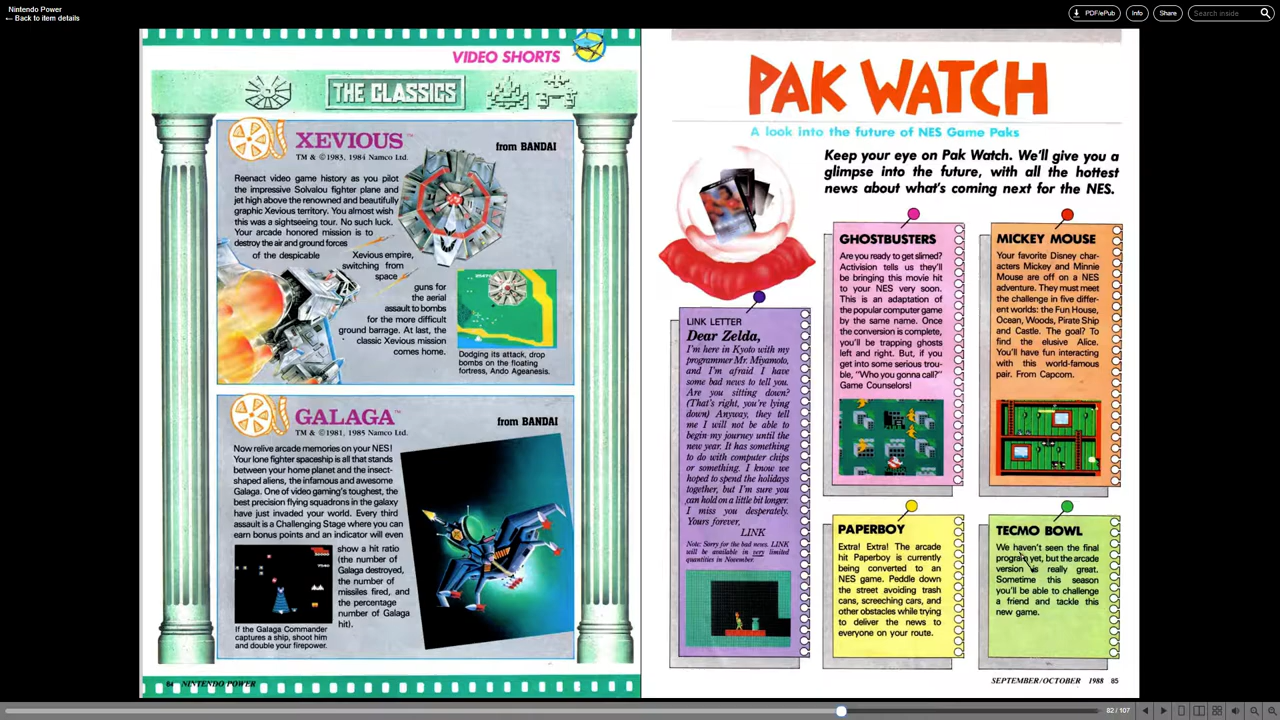 Nintendo Power
← Back to item details
PDF/ePub
Info
Share
Search inside
VIDEO SHORTS
THE CLASSICS
XEVIOUS™
TM & ©1983, 1984 Namco Ltd.
from BANDAI
Reenact video game history as you pilot
the impressive Solvalou fighter plane and
jet high above the renowned and beautifully
graphic Xevious territory. You almost wish
this was a sightseeing tour. No such luck.
Your arcade honored mission is to
destroy the air and ground forces
of the despicable
Xevious empire,
switching from
space
guns for
the aerial
assault to bombs
for the more difficult
ground barrage. At last, the
classic Xevious mission
comes home.
Dodging its attack, drop
bombs on the floating
fortress, Ando Ageanesis.
GALAGA™
TM & ©1981, 1985 Namco Ltd.
from BANDAI
Now relive arcade memories on your NES!
Your lone fighter spaceship is all that stands
between your home planet and the insect-
shaped aliens, the infamous and awesome
Galaga. One of video gaming's toughest, the
best precision flying squadrons in the galaxy
have just invaded your world. Every third
assault is a Challenging Stage where you can
earn bonus points and an indicator will even
show a hit ratio
(the number of
Galaga destroyed,
the number of
missiles fired, and
the percentage
number of Galaga
hit).
If the Galaga Commander
captures a ship, shoot him
and double your firepower.
84 NINTENDO POWER
PAK WATCH
A look into the future of NES Game Paks
Keep your eye on Pak Watch. We'll give you a
glimpse into the future, with all the hottest
news about what's coming next for the NES.
LINK LETTER
Dear Zelda,
I'm here in Kyoto with my
programmer Mr. Miyamoto,
and I'm afraid I have
some bad news to tell you.
Are you sitting down?
(That's right, you're lying
down) Anyway, they tell
me I will not be able to
begin my journey until the
new year. It has something
to do with computer chips
or something. I know we
hoped to spend the holidays
together, but I'm sure you
can hold on a little bit longer.
I miss you desperately.
Yours forever,
LINK
Note: Sorry for the bad news. LINK
will be available in very limited
quantities in November.
GHOSTBUSTERS
Are you ready to get slimed?
Activision tells us they'll
be bringing this movie hit
to your NES very soon.
This is an adaptation of
the popular computer game
by the same name. Once
the conversion is complete,
you'll be trapping ghosts
left and right. But, if you
get into some serious trou-
ble, "Who you gonna call?"
Game Counselors!
MICKEY MOUSE
Your favorite Disney char-
acters Mickey and Minnie
Mouse are off on a NES
adventure. They must meet
the challenge in five differ-
ent worlds: the Fun House,
Ocean, Woods, Pirate Ship
and Castle. The goal? To
find the elusive Alice.
You'll have fun interacting
with this world-famous
pair. From Capcom.
PAPERBOY
Extra! Extra! The arcade
hit Paperboy is currently
being converted to an
NES game. Peddle down
the street avoiding trash
cans, screeching cars, and
other obstacles while trying
to deliver the news to
everyone on your route.
TECMO BOWL
We haven't seen the final
program yet, but the arcade
version is really great.
Sometime this season
you'll be able to challenge
a friend and tackle this
new game.
SEPTEMBER/OCTOBER 1988 85
82 / 107